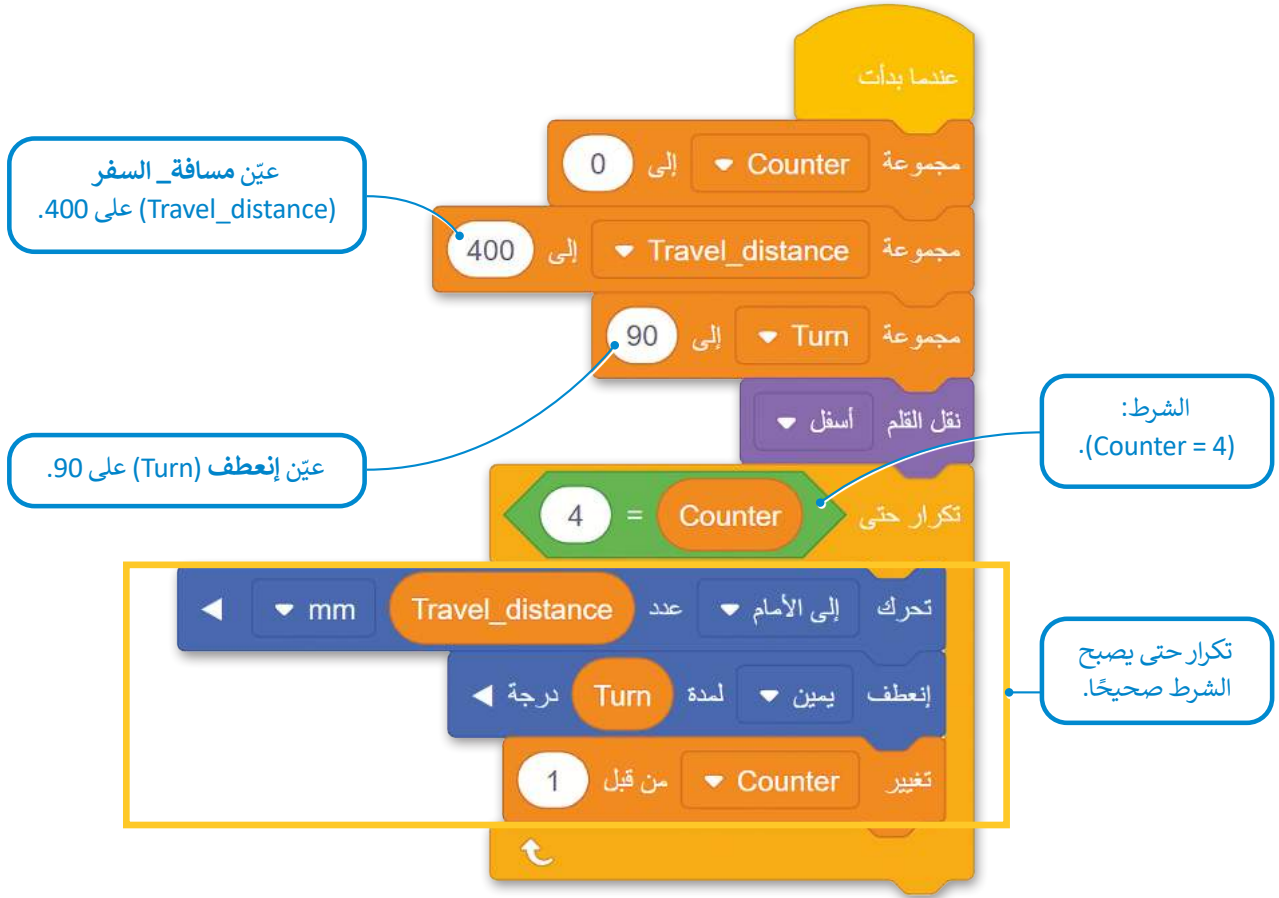 عندما بدأت
مجموعة Counter إلى 0
عيّن مسافة_ السفر
(Travel_distance) على 400.
مجموعة Travel_distance إلى 400
مجموعة Turn إلى 90
نقل القلم أسفل
الشرط:
(Counter = 4).
عيّن إنعطف (Turn) على 90.
تكرار حتى Counter = 4
تحرك إلى الأمام عدد Travel_distance mm
إنعطف يمين لمدة Turn درجة
تكرار حتى يصبح
الشرط صحيحًا.
تغيير Counter من قبل 1